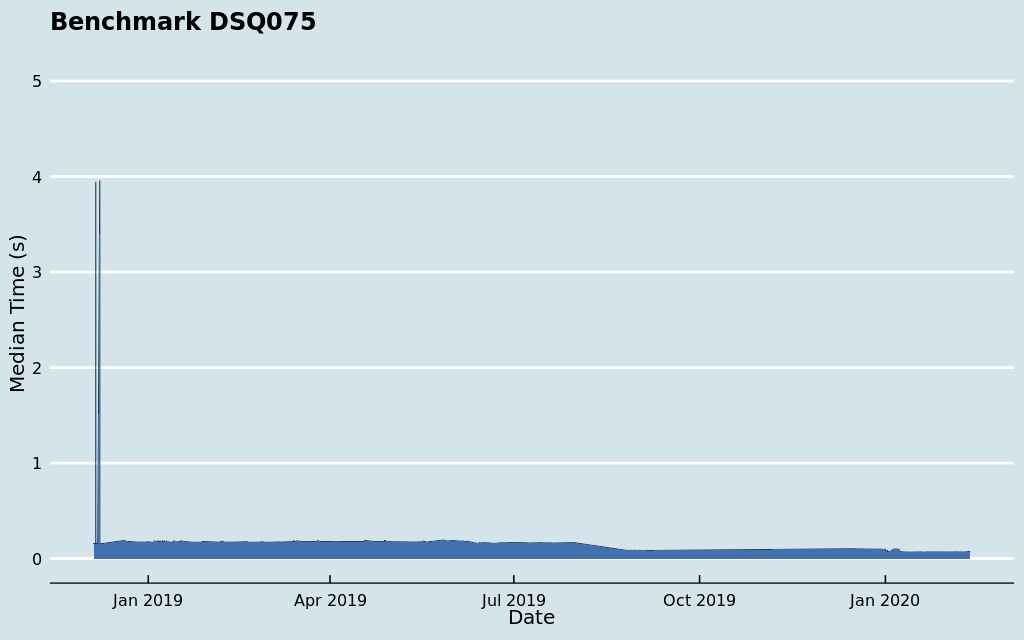 Benchmark DSQ075
5
4
3
2
1
0
Median Time (s)
Jan 2019
Apr 2019
Jul 2019
Oct 2019
Jan 2020
Date